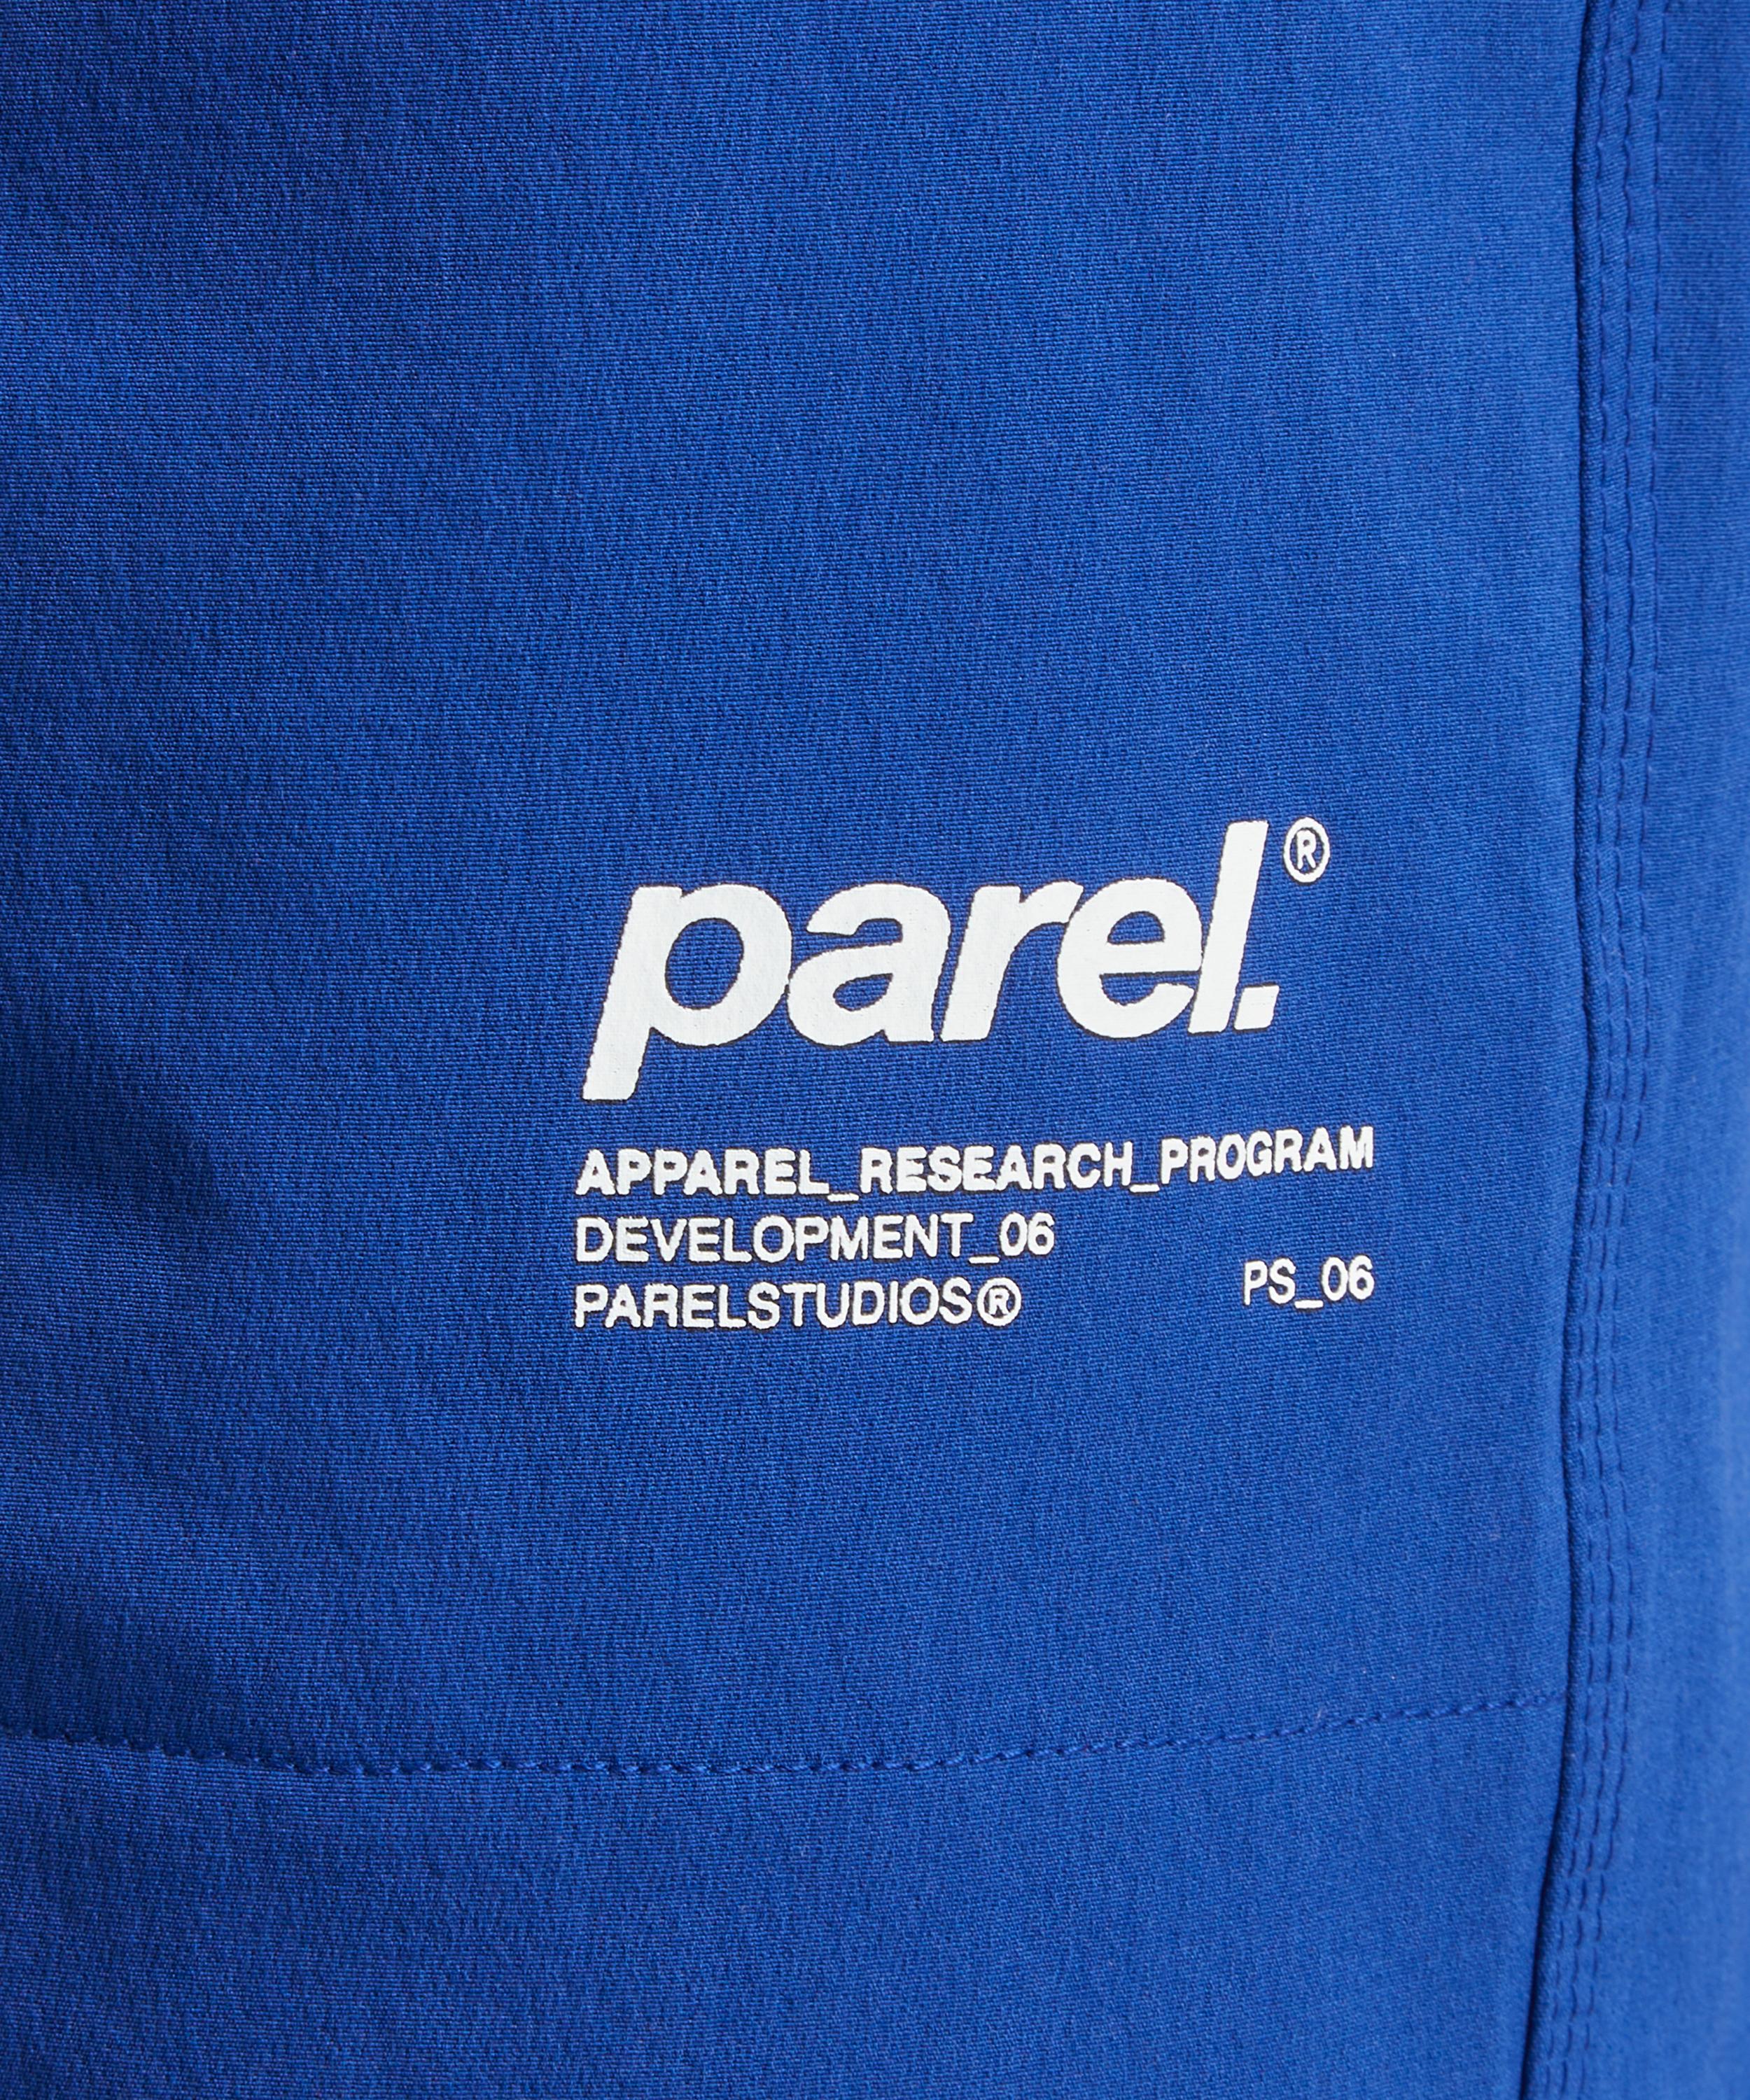 parel.®
APPAREL_RESEARCH_PROGRAM
DEVELOPMENT_06
PARELSTUDIOS® PS_06